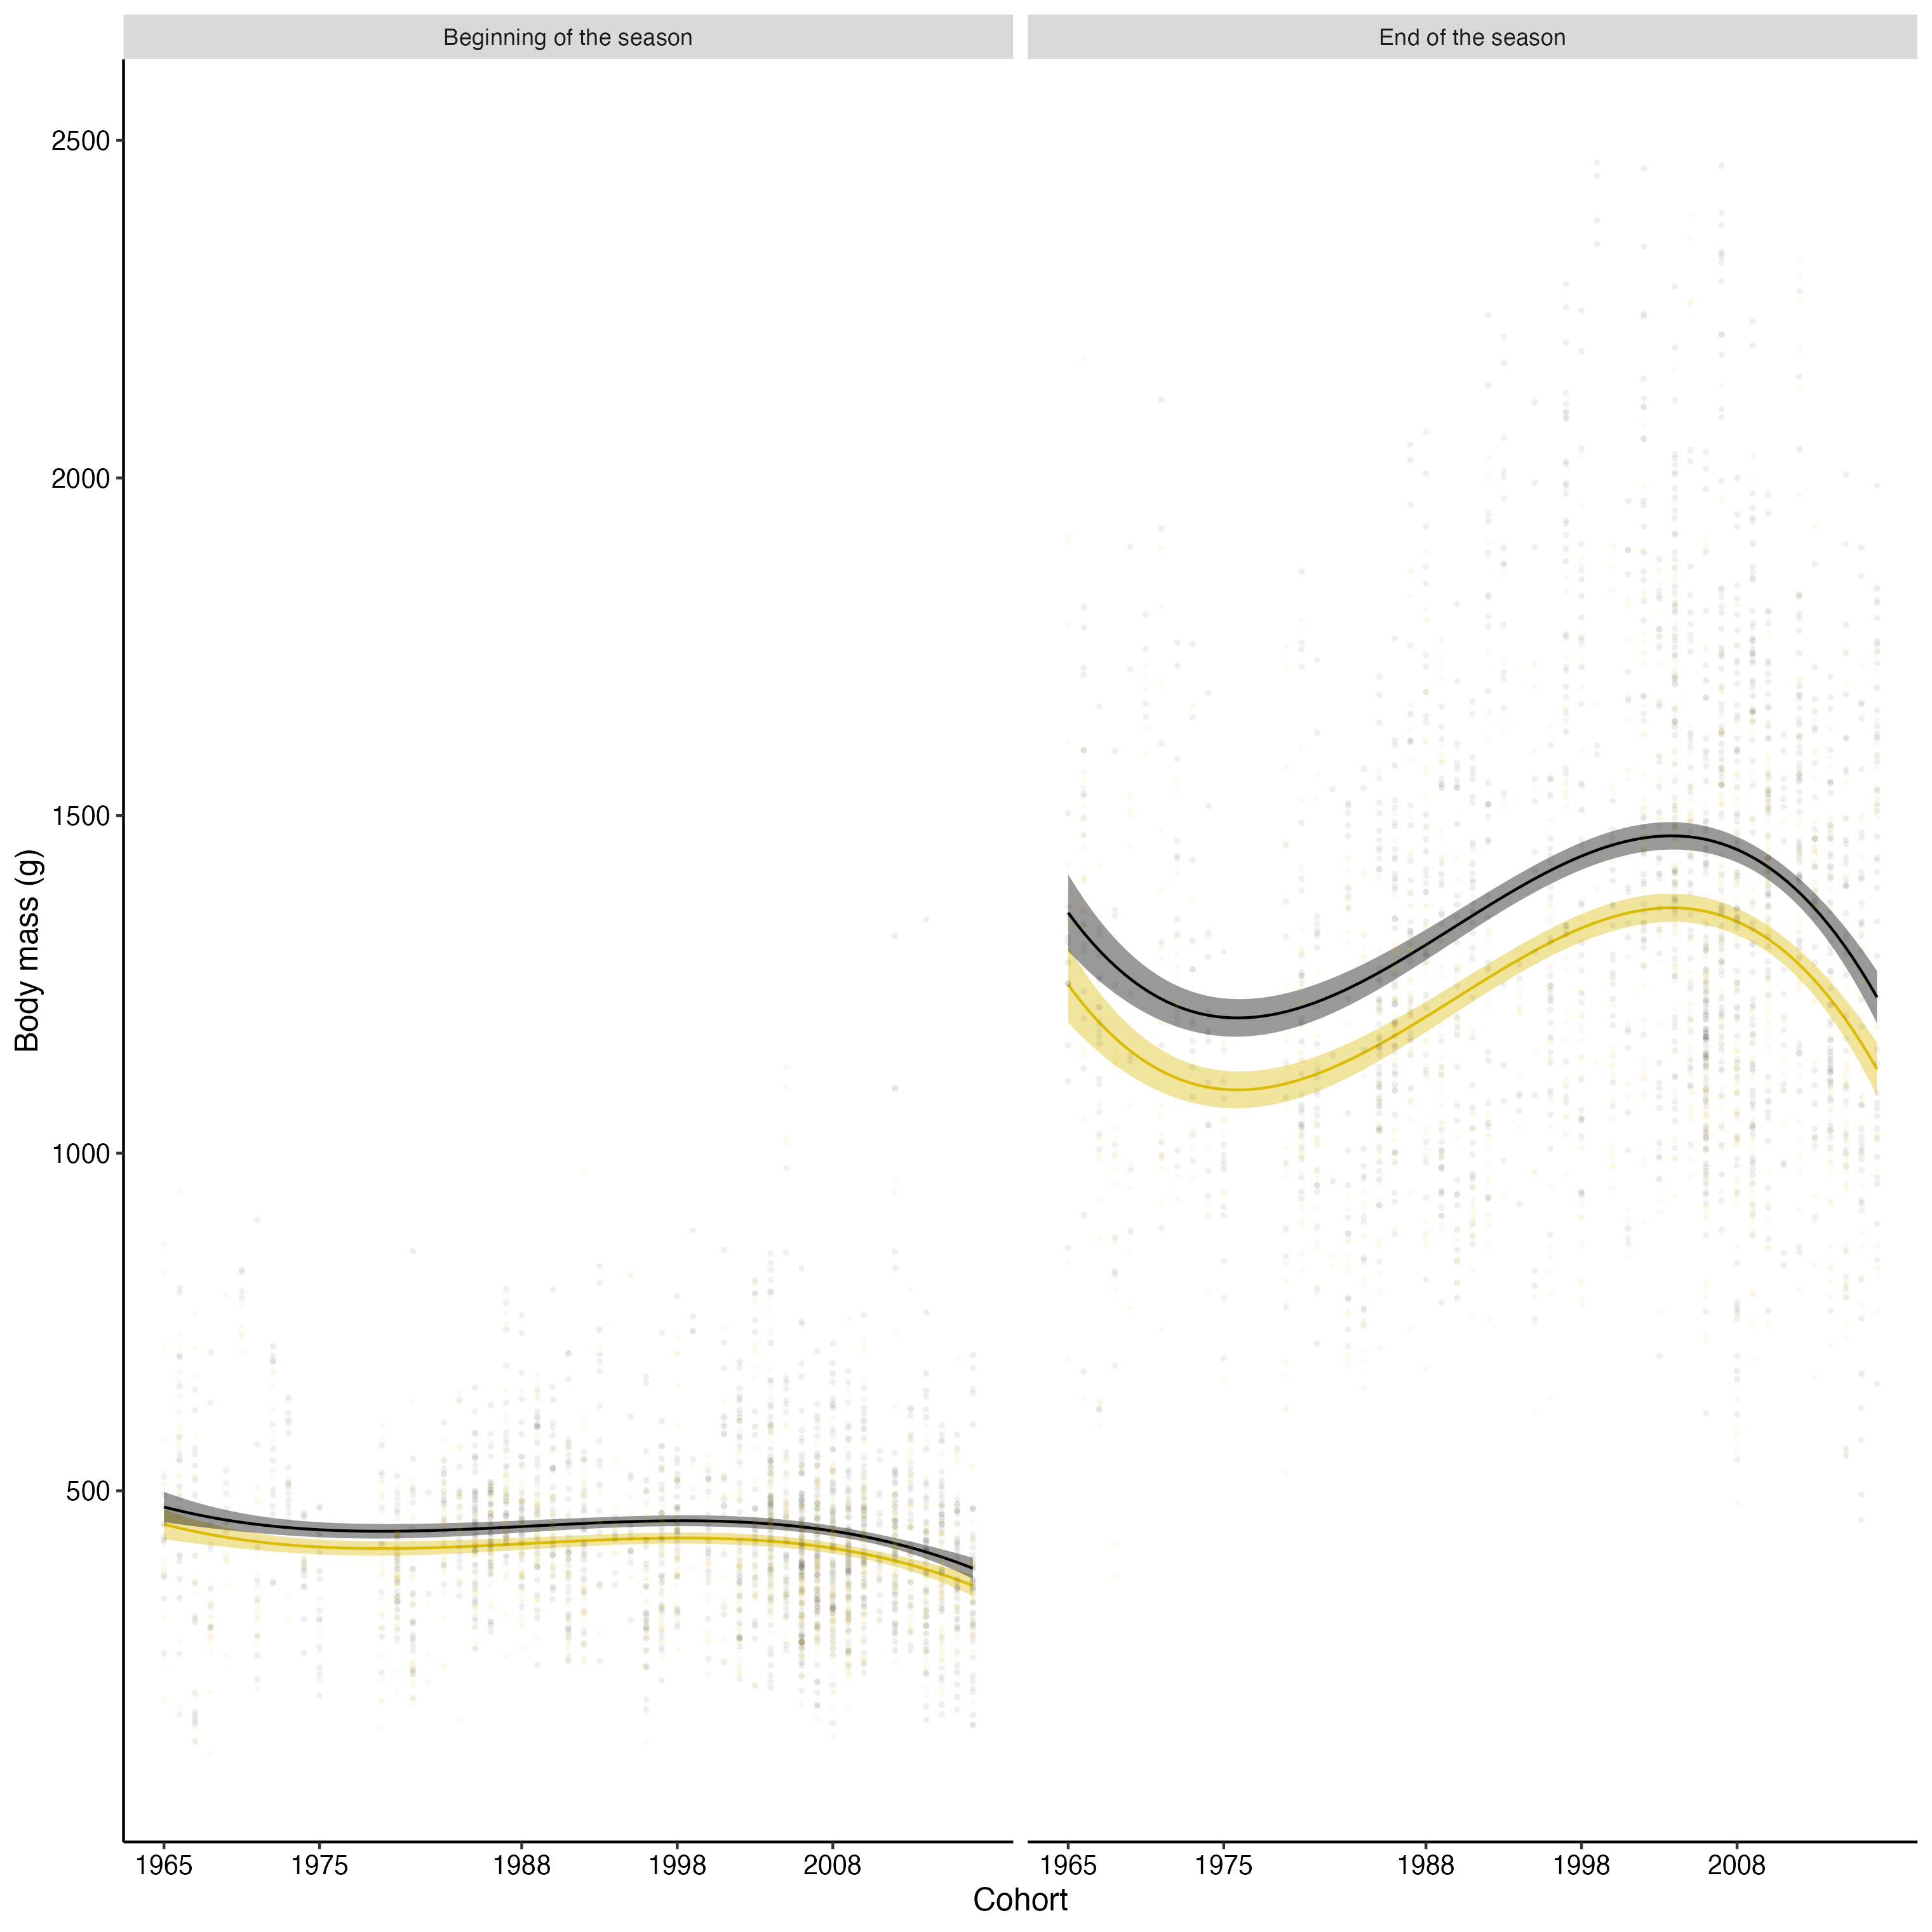 Beginning of the season
End of the season
Body mass (g)
2500
2000
1500
1000
500
1965 1975 1988 1998 2008
1965 1975 1988 1998 2008
Cohort